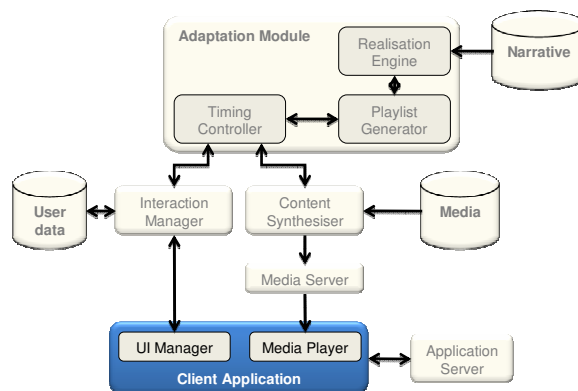 Adaptation Module
Realisation
Engine
Narrative
Timing
Controller
Playlist
Generator
User
data
Interaction
Manager
Content
Synthesiser
Media
Media Server
UI Manager
Media Player
Client Application
Application
Server